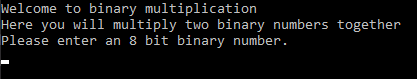 Welcome to binary multiplication
Here you will multiply two binary numbers together
Please enter an 8 bit binary number.